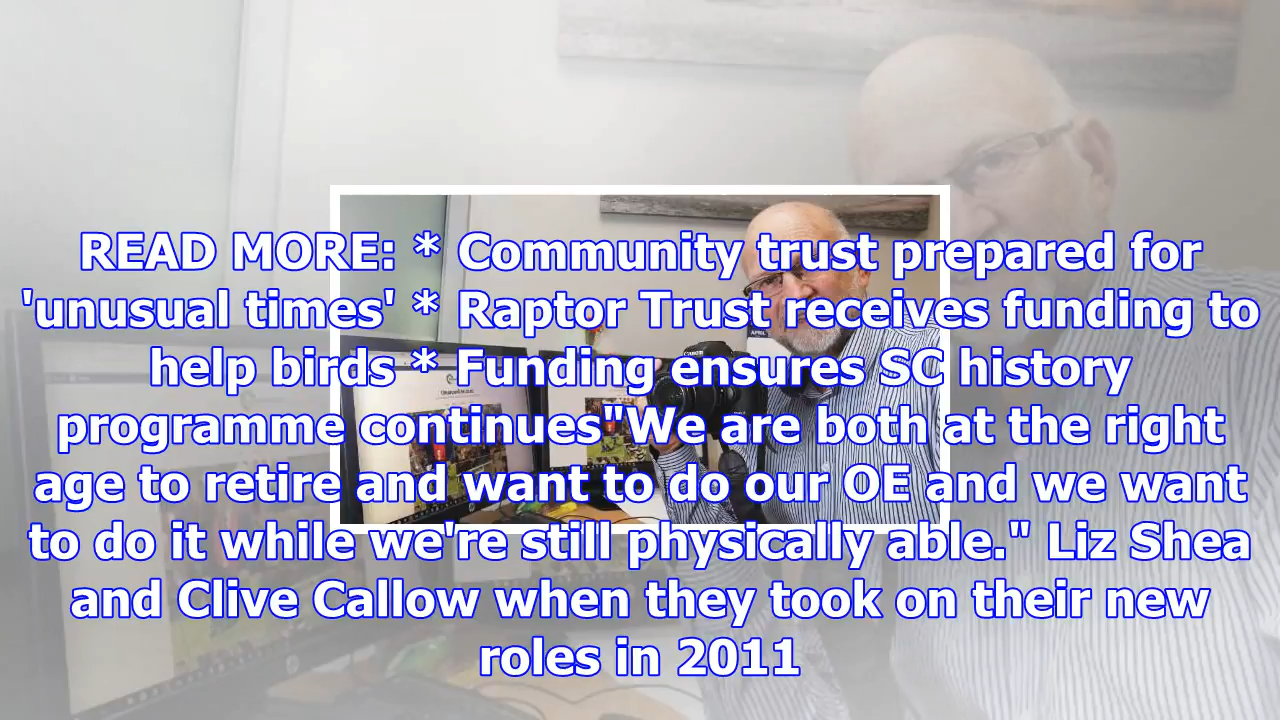 READ MORE: * Community trust prepared for
'unusual times' * Raptor Trust receives funding to
help birds * Funding ensures SC history
programme continues"We are both at the right
age to retire and want to do our OE and we want
to do it while we're still physically able." Liz Shea
and Clive Callow when they took on their new
roles in 2011